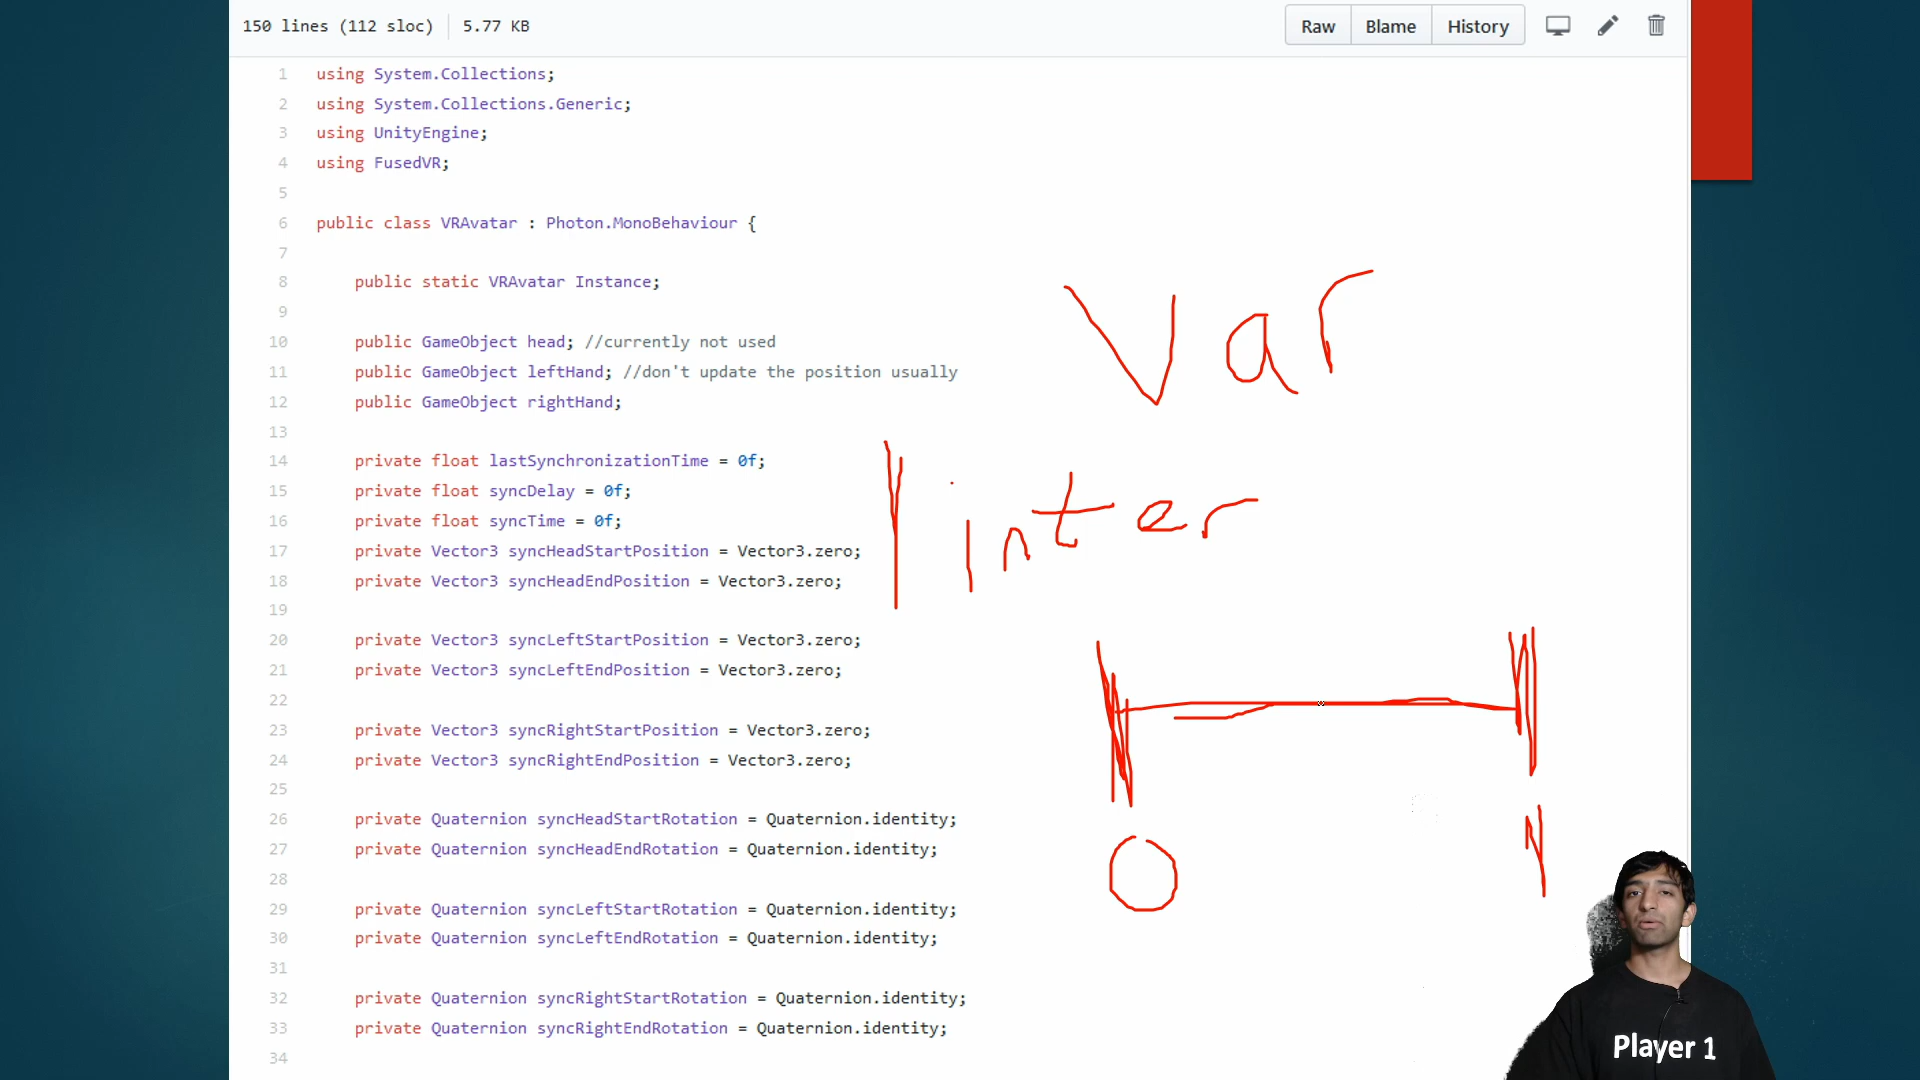 150 lines (112 sloc) 5.77 KB Raw Blame History
1 using System.Collections;
2 using System.Collections.Generic;
3 using UnityEngine;
4 using FusedVR;
5
6 public class VRAvatar : Photon.MonoBehaviour {
7
8 public static VRAvatar Instance;
9
10 public GameObject head; //currently not used
11 public GameObject leftHand; //don't update the position usually
12 public GameObject rightHand;
13
14 private float lastSynchronizationTime = 0f;
15 private float syncDelay = 0f;
16 private float syncTime = 0f;
17 private Vector3 syncHeadStartPosition = Vector3.zero;
18 private Vector3 syncHeadEndPosition = Vector3.zero;
19
20 private Vector3 syncLeftStartPosition = Vector3.zero;
21 private Vector3 syncLeftEndPosition = Vector3.zero;
22
23 private Vector3 syncRightStartPosition = Vector3.zero;
24 private Vector3 syncRightEndPosition = Vector3.zero;
25
26 private Quaternion syncHeadStartRotation = Quaternion.identity;
27 private Quaternion syncHeadEndRotation = Quaternion.identity;
28
29 private Quaternion syncLeftStartRotation = Quaternion.identity;
30 private Quaternion syncLeftEndRotation = Quaternion.identity;
31
32 private Quaternion syncRightStartRotation = Quaternion.identity;
33 private Quaternion syncRightEndRotation = Quaternion.identity;
34
Var
inter
0
Player 1